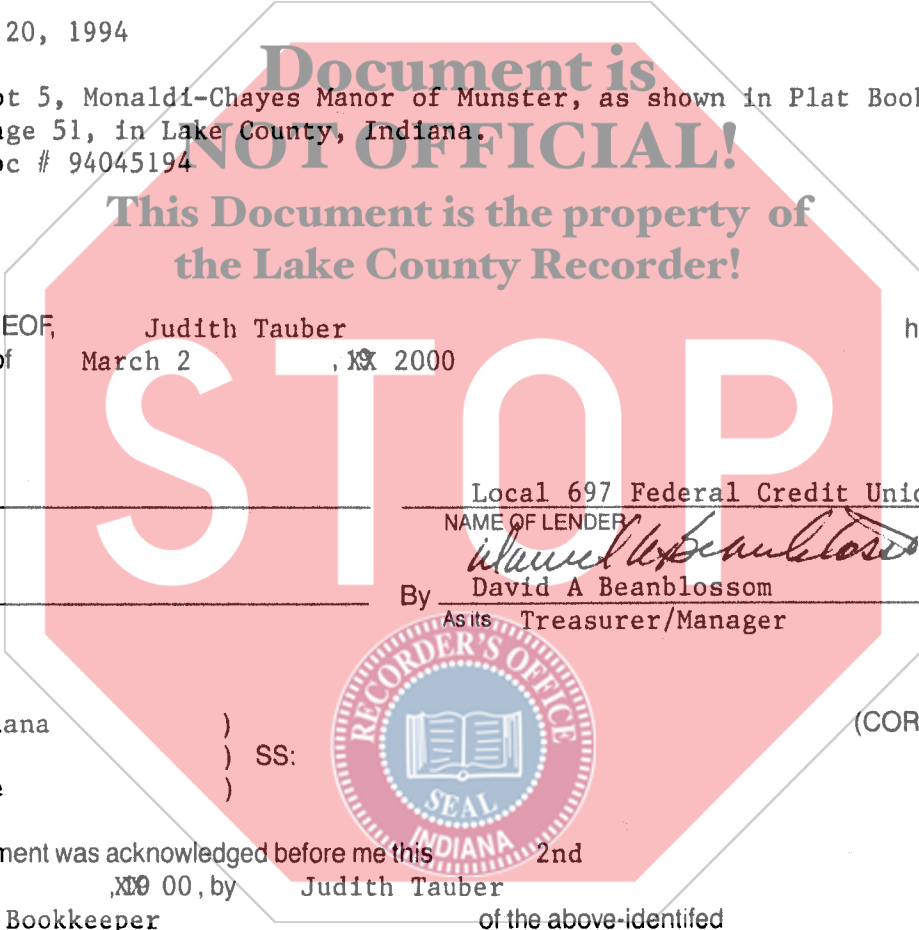 20, 1994
Document is
ot 5, Monaldi-Chayes Manor of Munster, as shown in Plat Book
ge 51, in Lake County, Indiana.
NOT OFFICIAL!
oc # 94045194
This Document is the property of
the Lake County Recorder!
EOF, Judith Tauber h
of March 2 , 2000
STOP
Local 697 Federal Credit Unio
NAME OF LENDER
David A Beanblossom
By David A Beanblossom
As its Treasurer/Manager
RECORDER'S OFFICE
iana ) (COR
) SS:
e )
SEAL
INDIANA
ment was acknowledged before me this 2nd
, 00 , by Judith Tauber
Bookkeeper of the above-identifed